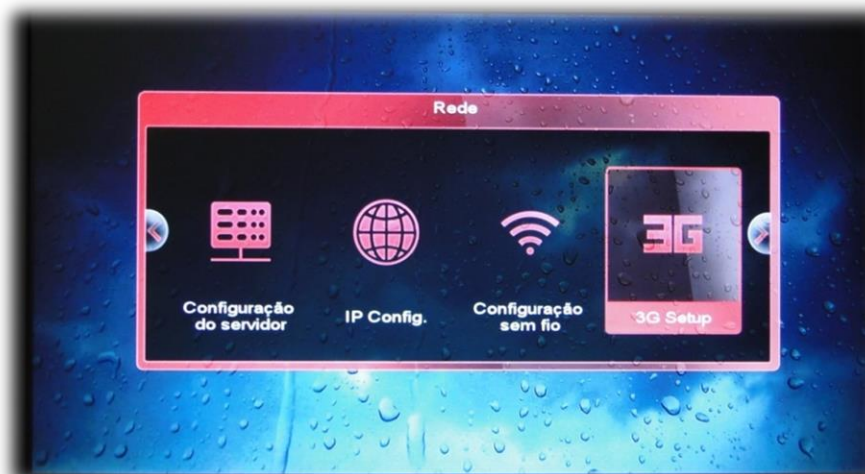 Rede
3G
Configuração
do servidor
IP Config.
Configuração
sem fio
3G Setup